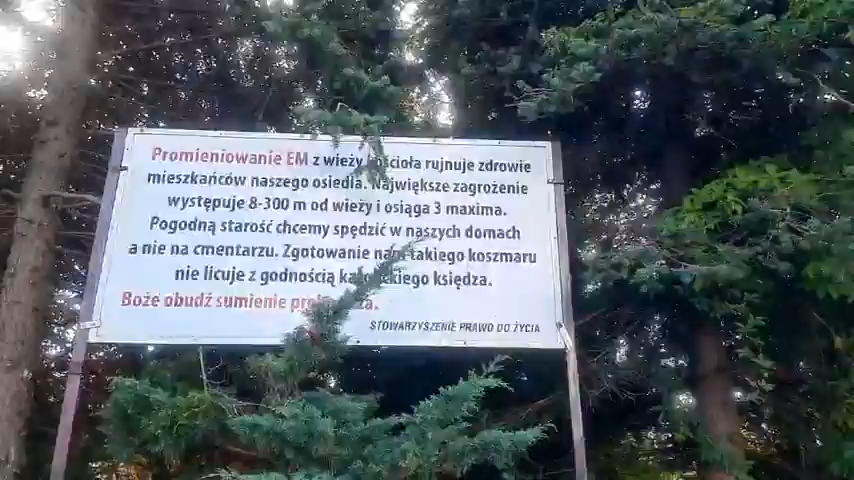 Promieniowanie EM z wieży kościoła rujnuje zdrowie
mieszkańców naszego osiedla. Największe zagrożenie
występuje 8-300 m od wieży i osiąga 3 maxima.
Pogodną starość chcemy spędzić w naszych domach
a nie na cmentarzu. Zgotowanie nam takiego koszmaru
nie licuje z godnością katolickiego księdza.
Boże obudź sumienie proboszcza.
STOWARZYSZENIE PRAWO DO ŻYCIA